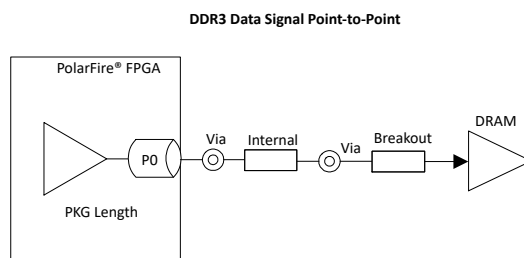 DDR3 Data Signal Point-to-Point
PolarFire® FPGA
P0
PKG Length
Via
Internal
Via
Breakout
DRAM